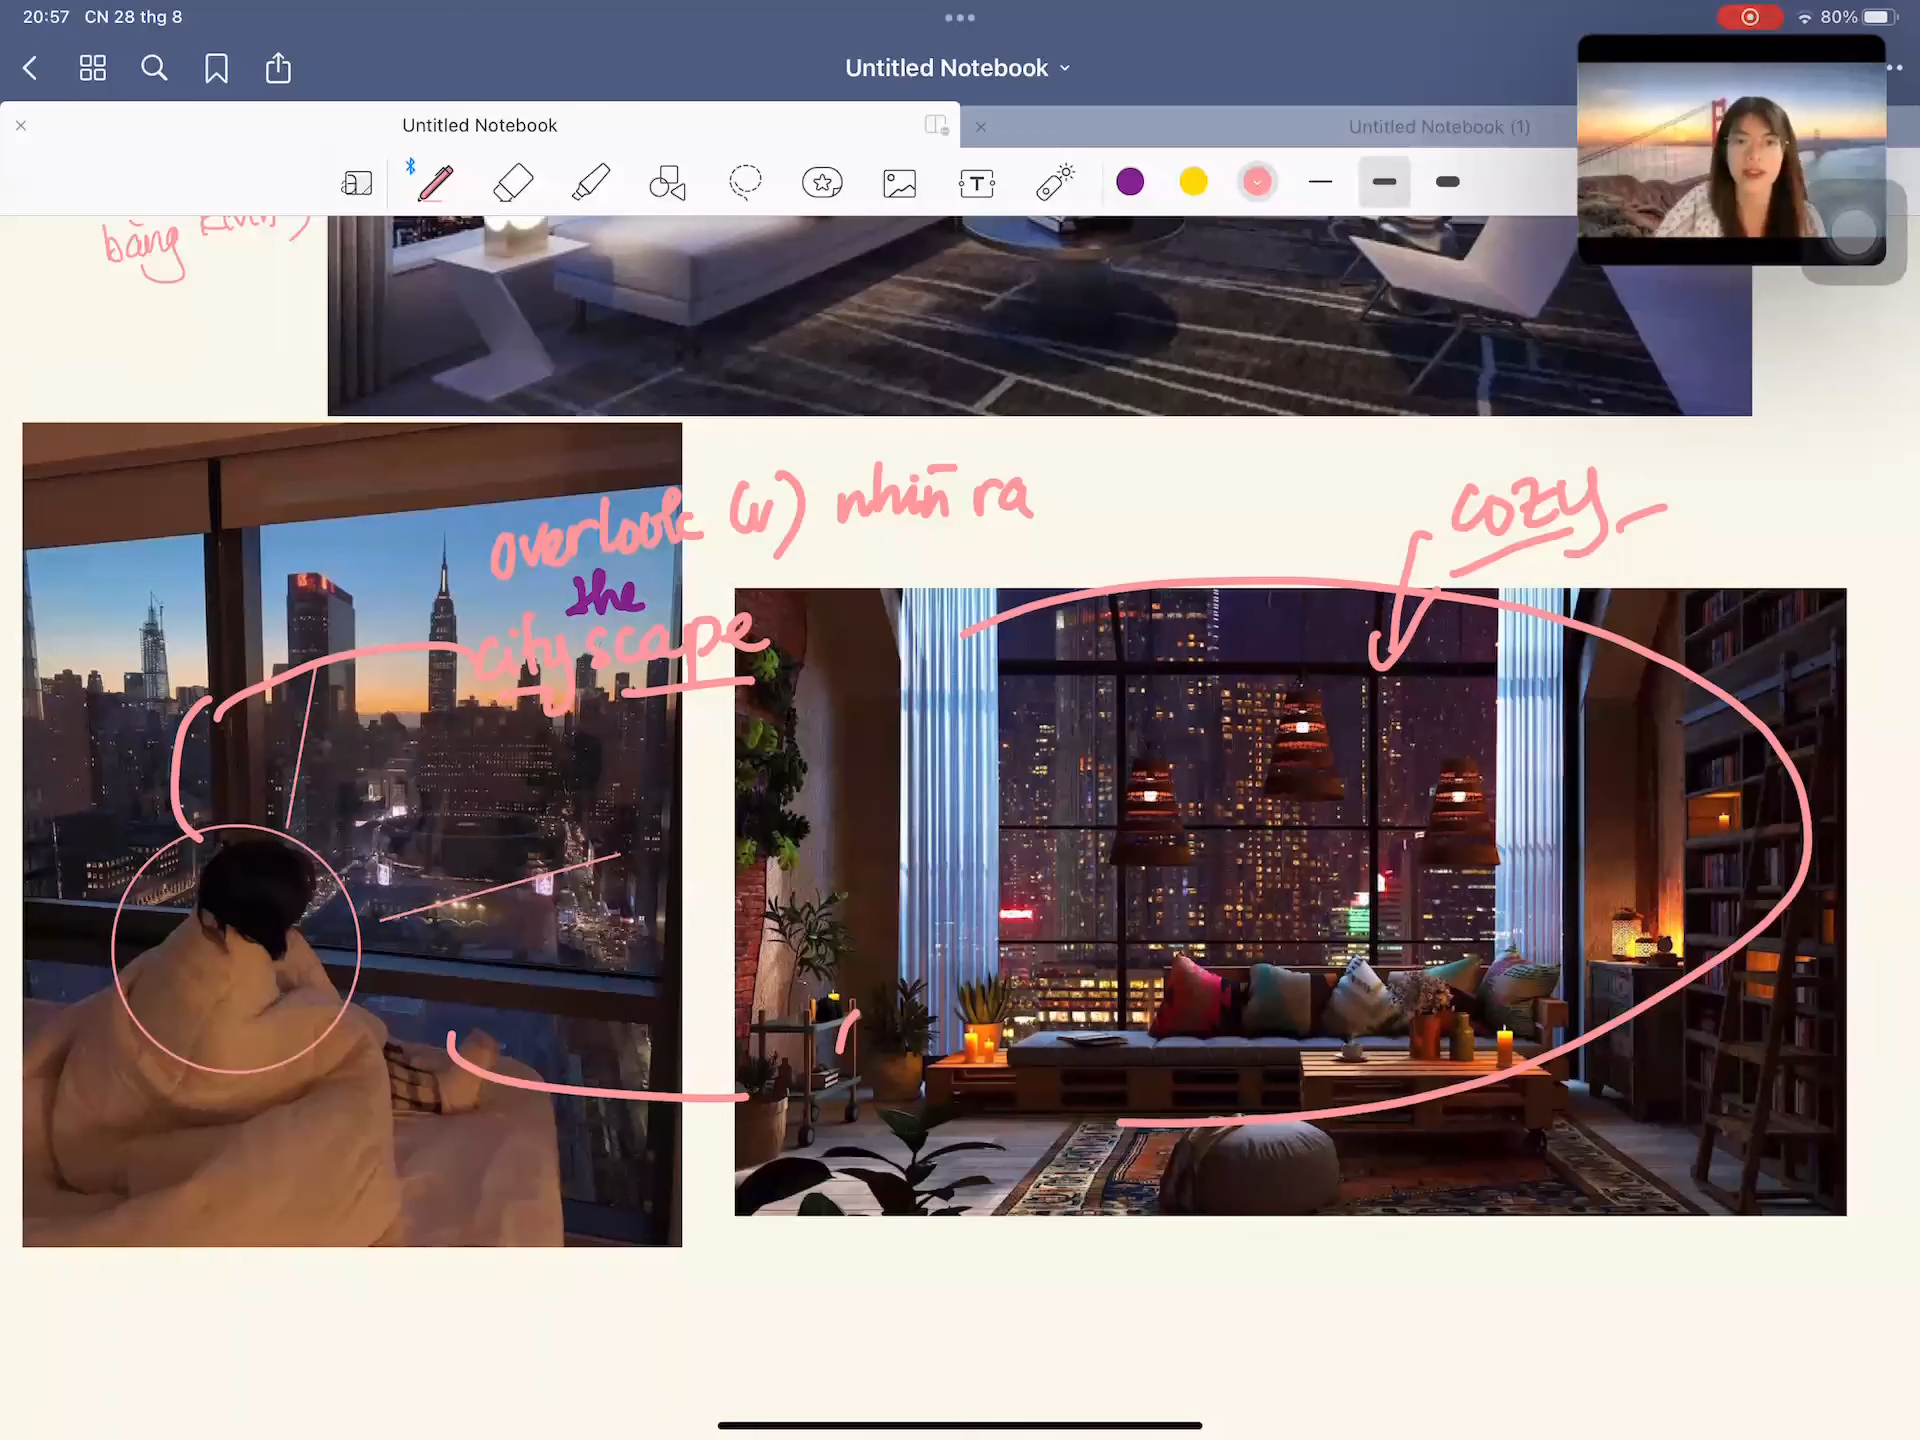 20:57 CN 28 thg 8
80%
Untitled Notebook
Untitled Notebook
Untitled Notebook (1)
T
bằng
overlook (v) nhìn ra
the
cityscape
cozy